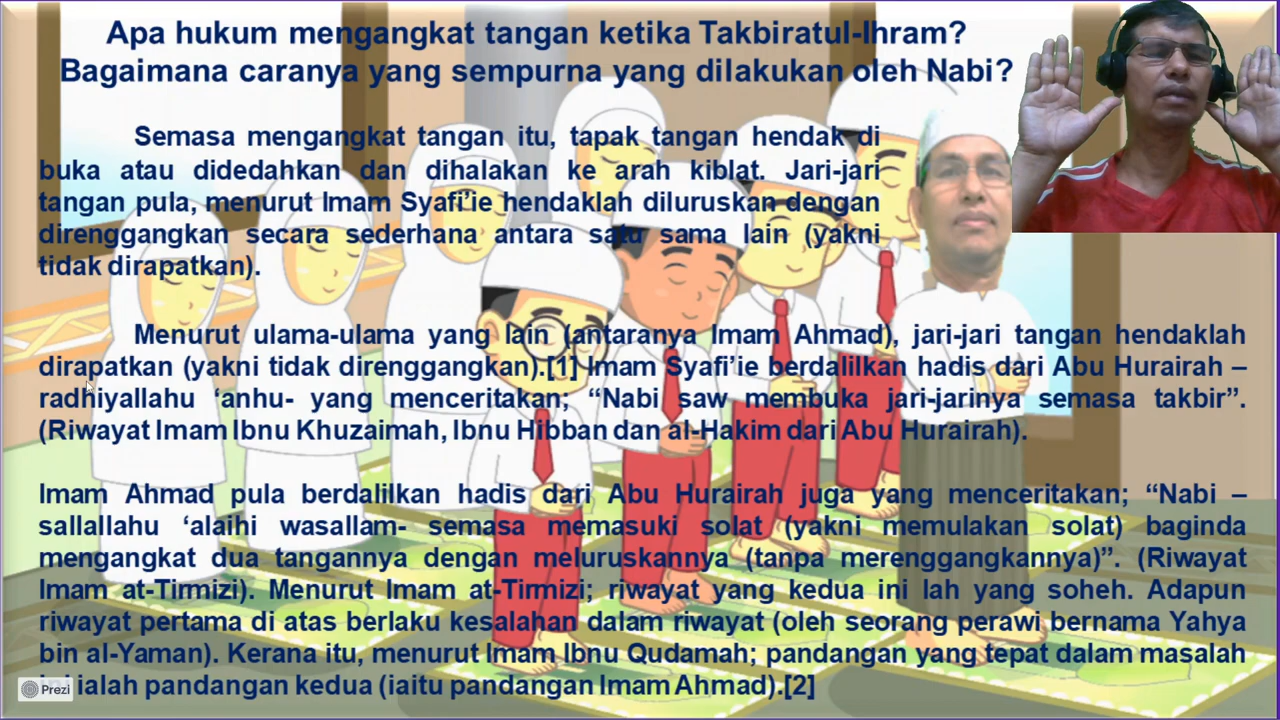 Apa hukum mengangkat tangan ketika Takbiratul-Ihram?
Bagaimana caranya yang sempurna yang dilakukan oleh Nabi?
Semasa mengangkat tangan itu, tapak tangan hendak di
buka atau didedahkan dan dihalakan ke arah kiblat. Jari-jari
tangan pula, menurut Imam Syafi’ie hendaklah diluruskan dengan
direnggangkan secara sederhana antara satu sama lain (yakni
tidak dirapatkan).
Menurut ulama-ulama yang lain (antaranya Imam Ahmad), jari-jari tangan hendaklah
dirapatkan (yakni tidak direnggangkan).[1] Imam Syafi’ie berdalilkan hadis dari Abu Hurairah –
radhiyallahu ‘anhu- yang menceritakan; “Nabi saw membuka jari-jarinya semasa takbir”.
(Riwayat Imam Ibnu Khuzaimah, Ibnu Hibban dan al-Hakim dari Abu Hurairah).
Imam Ahmad pula berdalilkan hadis dari Abu Hurairah juga yang menceritakan; “Nabi –
sallallahu ‘alaihi wasallam- semasa memasuki solat (yakni memulakan solat) baginda
mengangkat dua tangannya dengan meluruskannya (tanpa merenggangkannya)”. (Riwayat
Imam at-Tirmizi). Menurut Imam at-Tirmizi; riwayat yang kedua ini lah yang soheh. Adapun
riwayat pertama di atas berlaku kesalahan dalam riwayat (oleh seorang perawi bernama Yahya
bin al-Yaman). Kerana itu, menurut Imam Ibnu Qudamah; pandangan yang tepat dalam masalah
ialah pandangan kedua (iaitu pandangan Imam Ahmad).[2]
Prezi